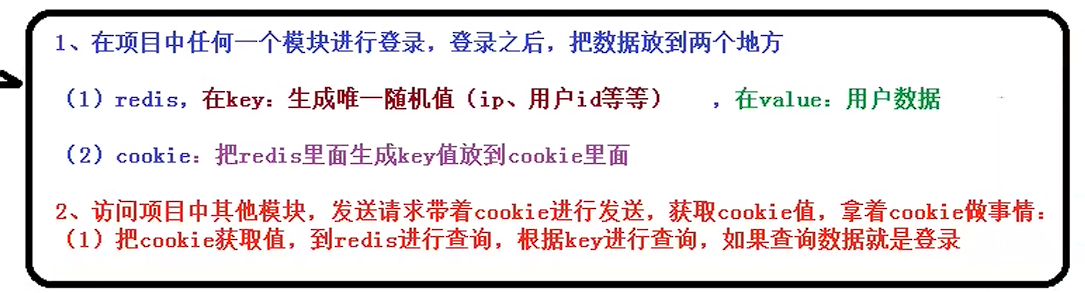 1、在项目中任何一个模块进行登录，登录之后，把数据放到两个地方
（1）redis，在key：生成唯一随机值（ip、用户id等等） ，在value：用户数据
（2）cookie：把redis里面生成key值放到cookie里面
2、访问项目中其他模块，发送请求带着cookie进行发送，获取cookie值，拿着cookie做事情：
（1）把cookie获取值，到redis进行查询，根据key进行查询，如果查询数据就是登录